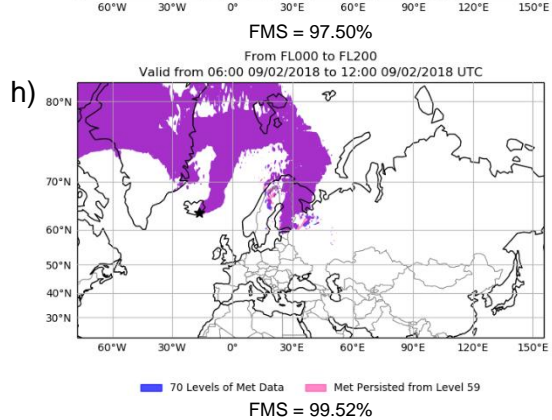 60°W 30°W 0° 30°E 60°E 90°E 120°E 150°E
FMS = 97.50%
From FL000 to FL200
Valid from 06:00 09/02/2018 to 12:00 09/02/2018 UTC
h)
80°N
70°N
60°N
50°N
40°N
30°N
60°W 30°W 0° 30°E 60°E 90°E 120°E 150°E
70 Levels of Met Data Met Persisted from Level 59
FMS = 99.52%